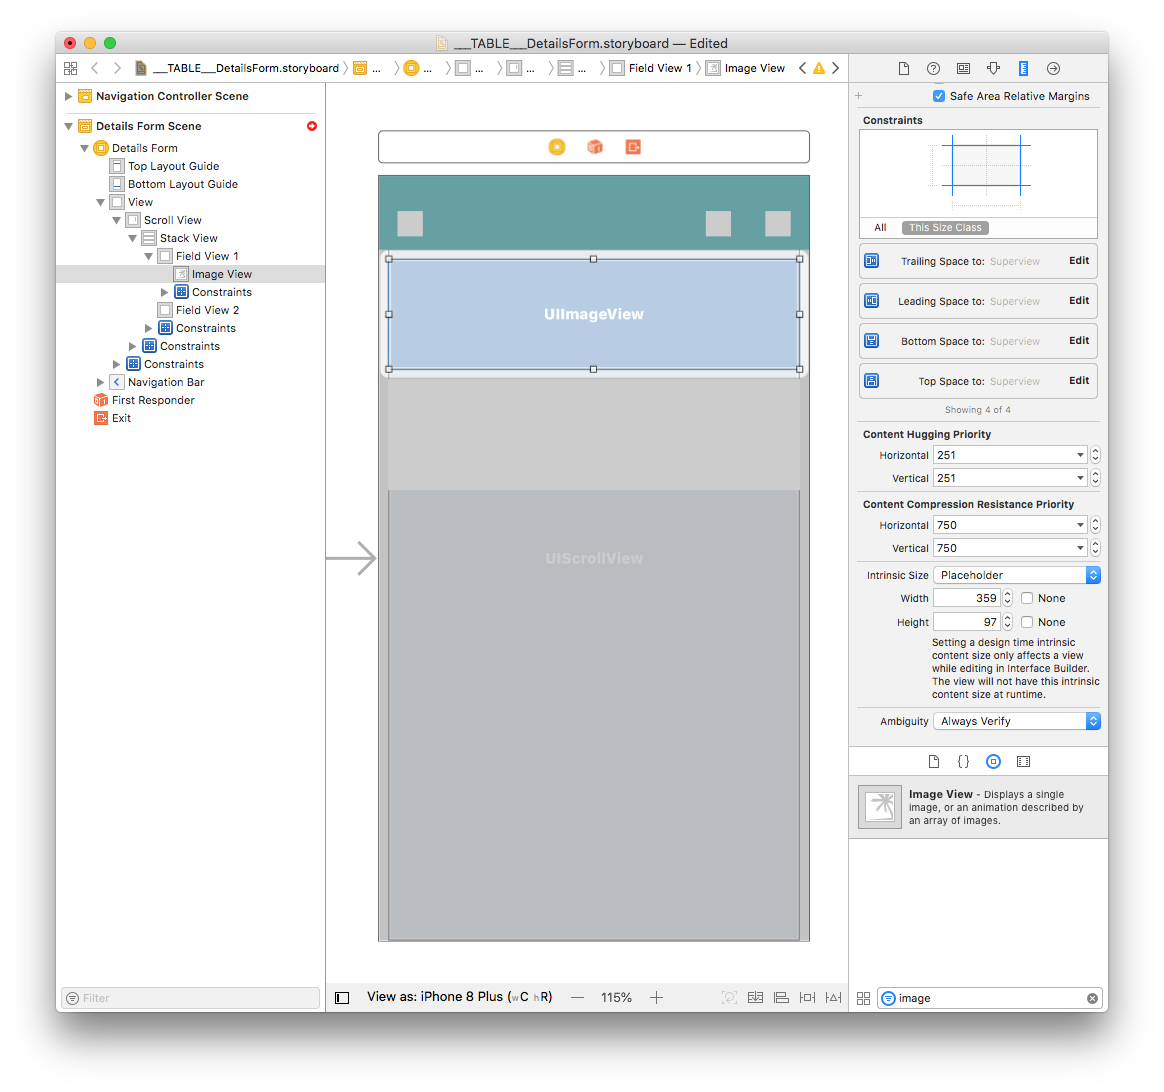 ___TABLE___DetailsForm.storyboard — Edited
___TABLE___DetailsForm.storyboard
...
...
...
...
...
Field View 1
Image View
Navigation Controller Scene
Details Form Scene
Details Form
Top Layout Guide
Bottom Layout Guide
View
Scroll View
Stack View
Field View 1
Image View
Constraints
Field View 2
Constraints
Constraints
Constraints
Navigation Bar
First Responder
Exit
Filter
UIImageView
UIScrollView
View as: iPhone 8 Plus (wC hR)
115%
Safe Area Relative Margins
Constraints
All
This Size Class
Trailing Space to: Superview Edit
Leading Space to: Superview Edit
Bottom Space to: Superview Edit
Top Space to: Superview Edit
Showing 4 of 4
Content Hugging Priority
Horizontal 251
Vertical 251
Content Compression Resistance Priority
Horizontal 750
Vertical 750
Intrinsic Size Placeholder
Width 359 None
Height 97 None
Setting a design time intrinsic
content size only affects a view
while editing in Interface Builder.
The view will not have this intrinsic
content size at runtime.
Ambiguity Always Verify
{}
Image View - Displays a single
image, or an animation described by
an array of images.
image